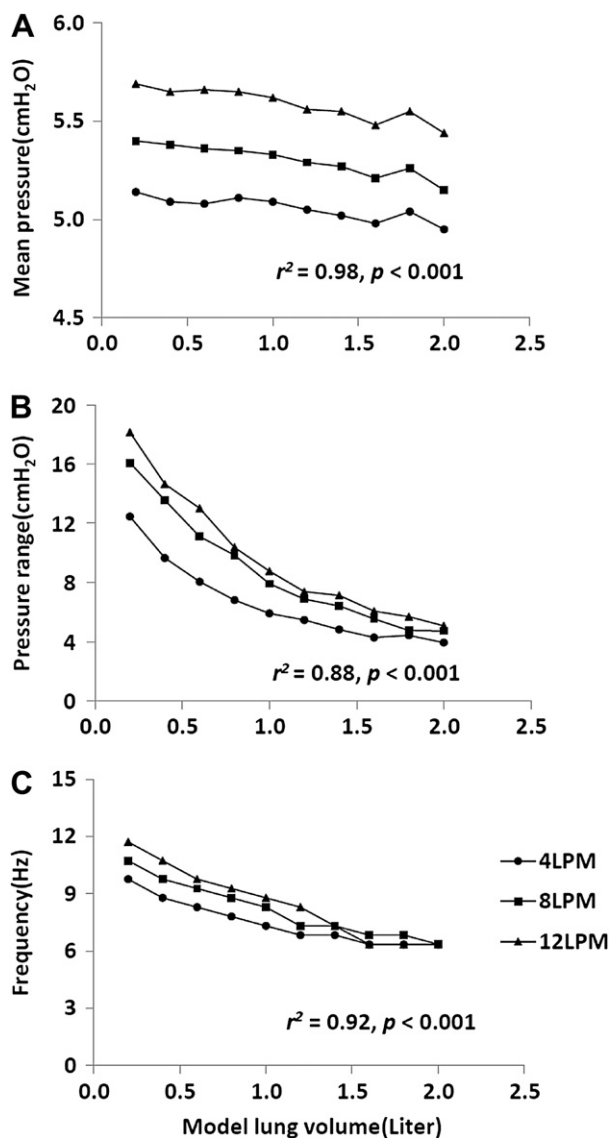 A
Mean pressure(cmH₂O)
6.0
5.5
5.0
4.5
0.0 0.5 1.0 1.5 2.0 2.5
r² = 0.98, p < 0.001
B
Pressure range(cmH₂O)
20
16
12
8
4
0
0.0 0.5 1.0 1.5 2.0 2.5
r² = 0.88, p < 0.001
C
Frequency(Hz)
15
12
9
6
3
0
0.0 0.5 1.0 1.5 2.0 2.5
r² = 0.92, p < 0.001
4LPM
8LPM
12LPM
Model lung volume(Liter)